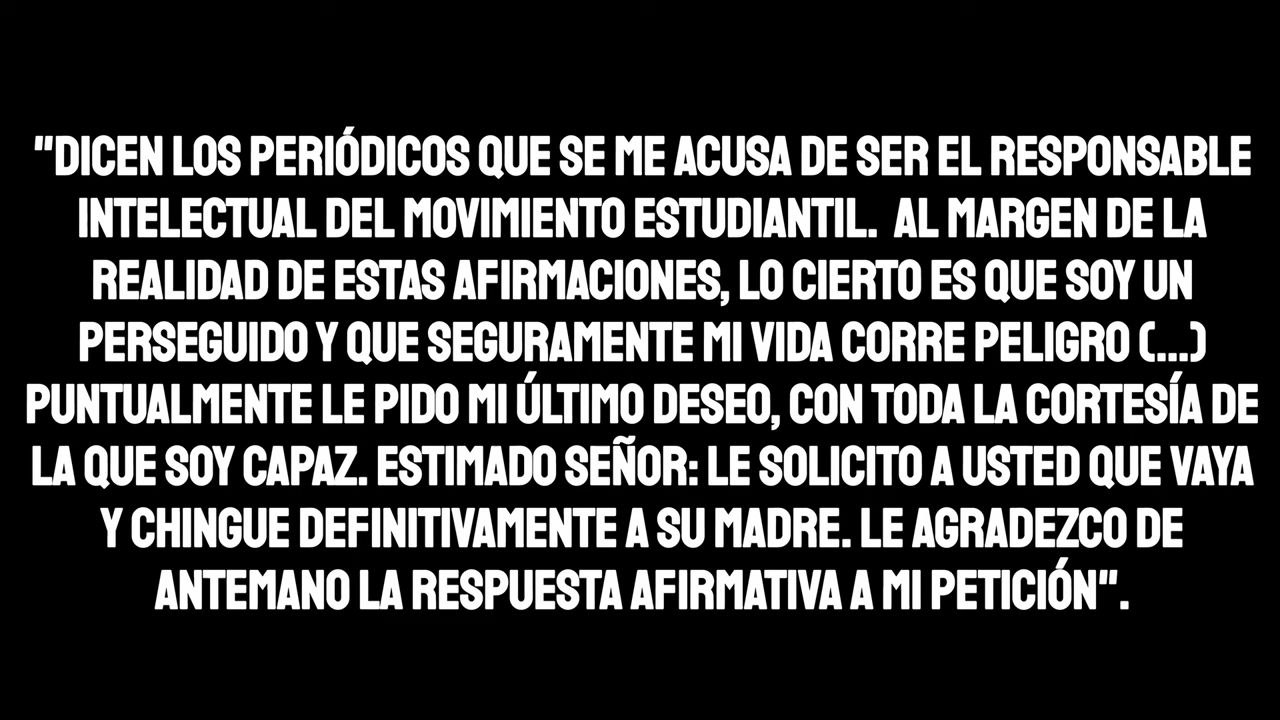 "DICEN LOS PERIÓDICOS QUE SE ME ACUSA DE SER EL RESPONSABLE
INTELECTUAL DEL MOVIMIENTO ESTUDIANTIL.  AL MARGEN DE LA
REALIDAD DE ESTAS AFIRMACIONES, LO CIERTO ES QUE SOY UN
PERSEGUIDO Y QUE SEGURAMENTE MI VIDA CORRE PELIGRO (...)
PUNTUALMENTE LE PIDO MI ÚLTIMO DESEO, CON TODA LA CORTESÍA DE
LA QUE SOY CAPAZ. ESTIMADO SEÑOR: LE SOLICITO A USTED QUE VAYA
Y CHINGUE DEFINITIVAMENTE A SU MADRE. LE AGRADEZCO DE
ANTEMANO LA RESPUESTA AFIRMATIVA A MI PETICIÓN".